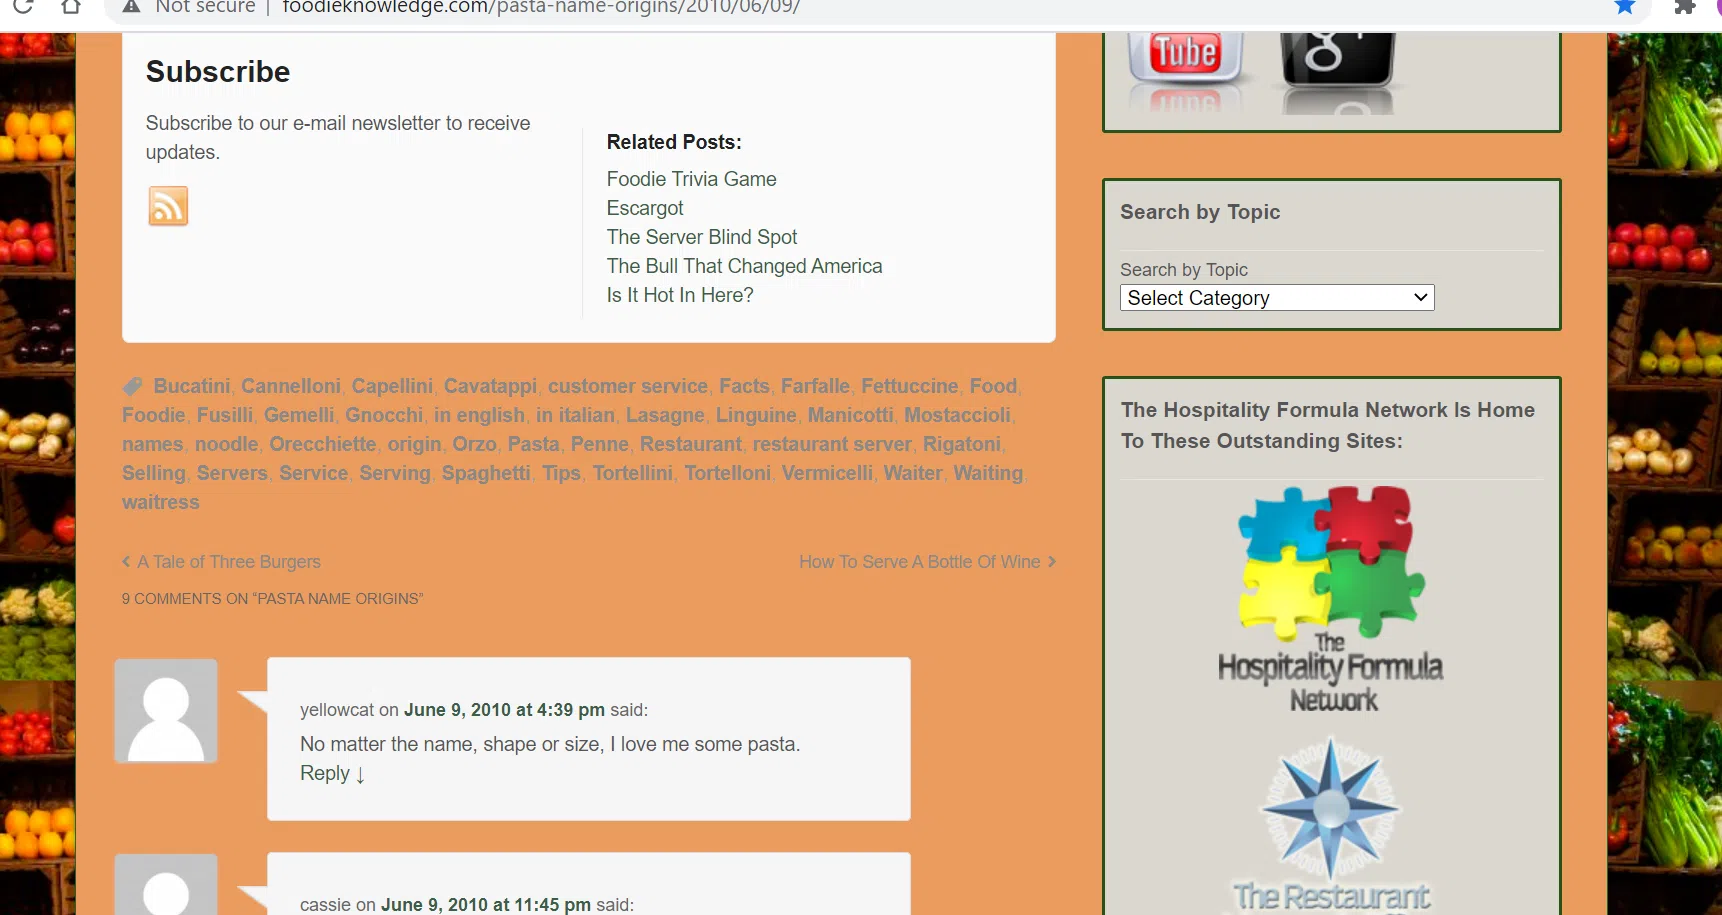 Not secure | foodieknowledge.com/pasta-name-origins/2010/06/09/
Subscribe
Subscribe to our e-mail newsletter to receive
updates.
Related Posts:
Foodie Trivia Game
Escargot
The Server Blind Spot
The Bull That Changed America
Is It Hot In Here?
Bucatini, Cannelloni, Capellini, Cavatappi, customer service, Facts, Farfalle, Fettuccine, Food,
Foodie, Fusilli, Gemelli, Gnocchi, in english, in italian, Lasagne, Linguine, Manicotti, Mostaccioli,
names, noodle, Orecchiette, origin, Orzo, Pasta, Penne, Restaurant, restaurant server, Rigatoni,
Selling, Servers, Service, Serving, Spaghetti, Tips, Tortellini, Tortelloni, Vermicelli, Waiter, Waiting,
waitress
A Tale of Three Burgers
How To Serve A Bottle Of Wine
9 COMMENTS ON “PASTA NAME ORIGINS”
yellowcat on June 9, 2010 at 4:39 pm said:
No matter the name, shape or size, I love me some pasta.
Reply ↓
cassie on June 9, 2010 at 11:45 pm said:
Tube
g+
Search by Topic
Search by Topic
Select Category
The Hospitality Formula Network Is Home
To These Outstanding Sites:
The
Hospitality Formula
Network
The Restaurant